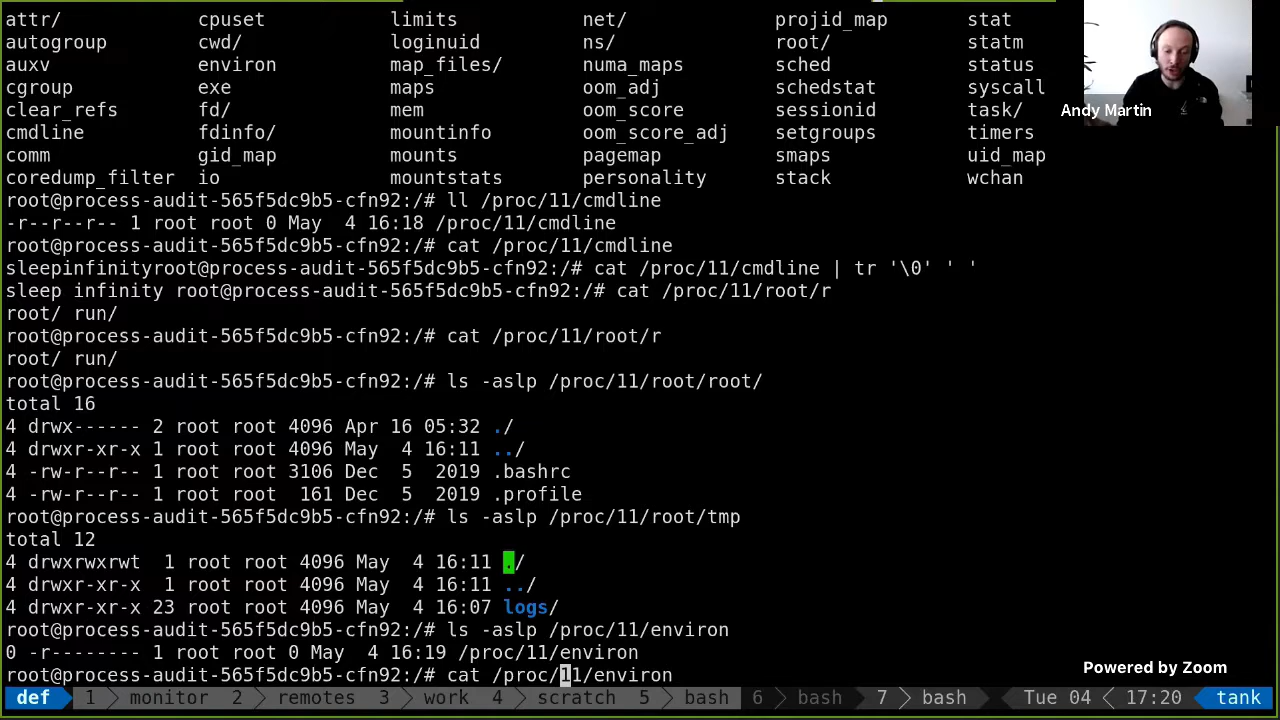 attr/ cpuset limits net/ projid_map stat
autogroup cwd/ loginuid ns/ root/ statm
auxv environ map_files/ numa_maps sched status
cgroup exe maps oom_adj schedstat syscall
clear_refs fd/ mem oom_score sessionid task/
cmdline fdinfo/ mountinfo oom_score_adj setgroups timers
comm gid_map mounts pagemap smaps uid_map
coredump_filter io mountstats personality stack wchan
root@process-audit-565f5dc9b5-cfn92:/# ll /proc/11/cmdline
-r--r--r-- 1 root root 0 May  4 16:18 /proc/11/cmdline
root@process-audit-565f5dc9b5-cfn92:/# cat /proc/11/cmdline
sleepinfinityroot@process-audit-565f5dc9b5-cfn92:/# cat /proc/11/cmdline | tr '\0' ' '
sleep infinity root@process-audit-565f5dc9b5-cfn92:/# cat /proc/11/root/r
root/ run/
root@process-audit-565f5dc9b5-cfn92:/# cat /proc/11/root/r
root/ run/
root@process-audit-565f5dc9b5-cfn92:/# ls -aslp /proc/11/root/root/
total 16
4 drwx------ 2 root root 4096 Apr 16 05:32 ./
4 drwxr-xr-x 1 root root 4096 May  4 16:11 ../
4 -rw-r--r-- 1 root root 3106 Dec  5  2019 .bashrc
4 -rw-r--r-- 1 root root  161 Dec  5  2019 .profile
root@process-audit-565f5dc9b5-cfn92:/# ls -aslp /proc/11/root/tmp
total 12
4 drwxrwxrwt  1 root root 4096 May  4 16:11 ./
4 drwxr-xr-x  1 root root 4096 May  4 16:11 ../
4 drwxr-xr-x 23 root root 4096 May  4 16:07 logs/
root@process-audit-565f5dc9b5-cfn92:/# ls -aslp /proc/11/environ
0 -r-------- 1 root root 0 May  4 16:19 /proc/11/environ
root@process-audit-565f5dc9b5-cfn92:/# cat /proc/11/environ
def 1 monitor 2 remotes 3 work 4 scratch 5 bash 6 bash 7 bash Tue 04 17:20 tank
Andy Martin
Powered by Zoom